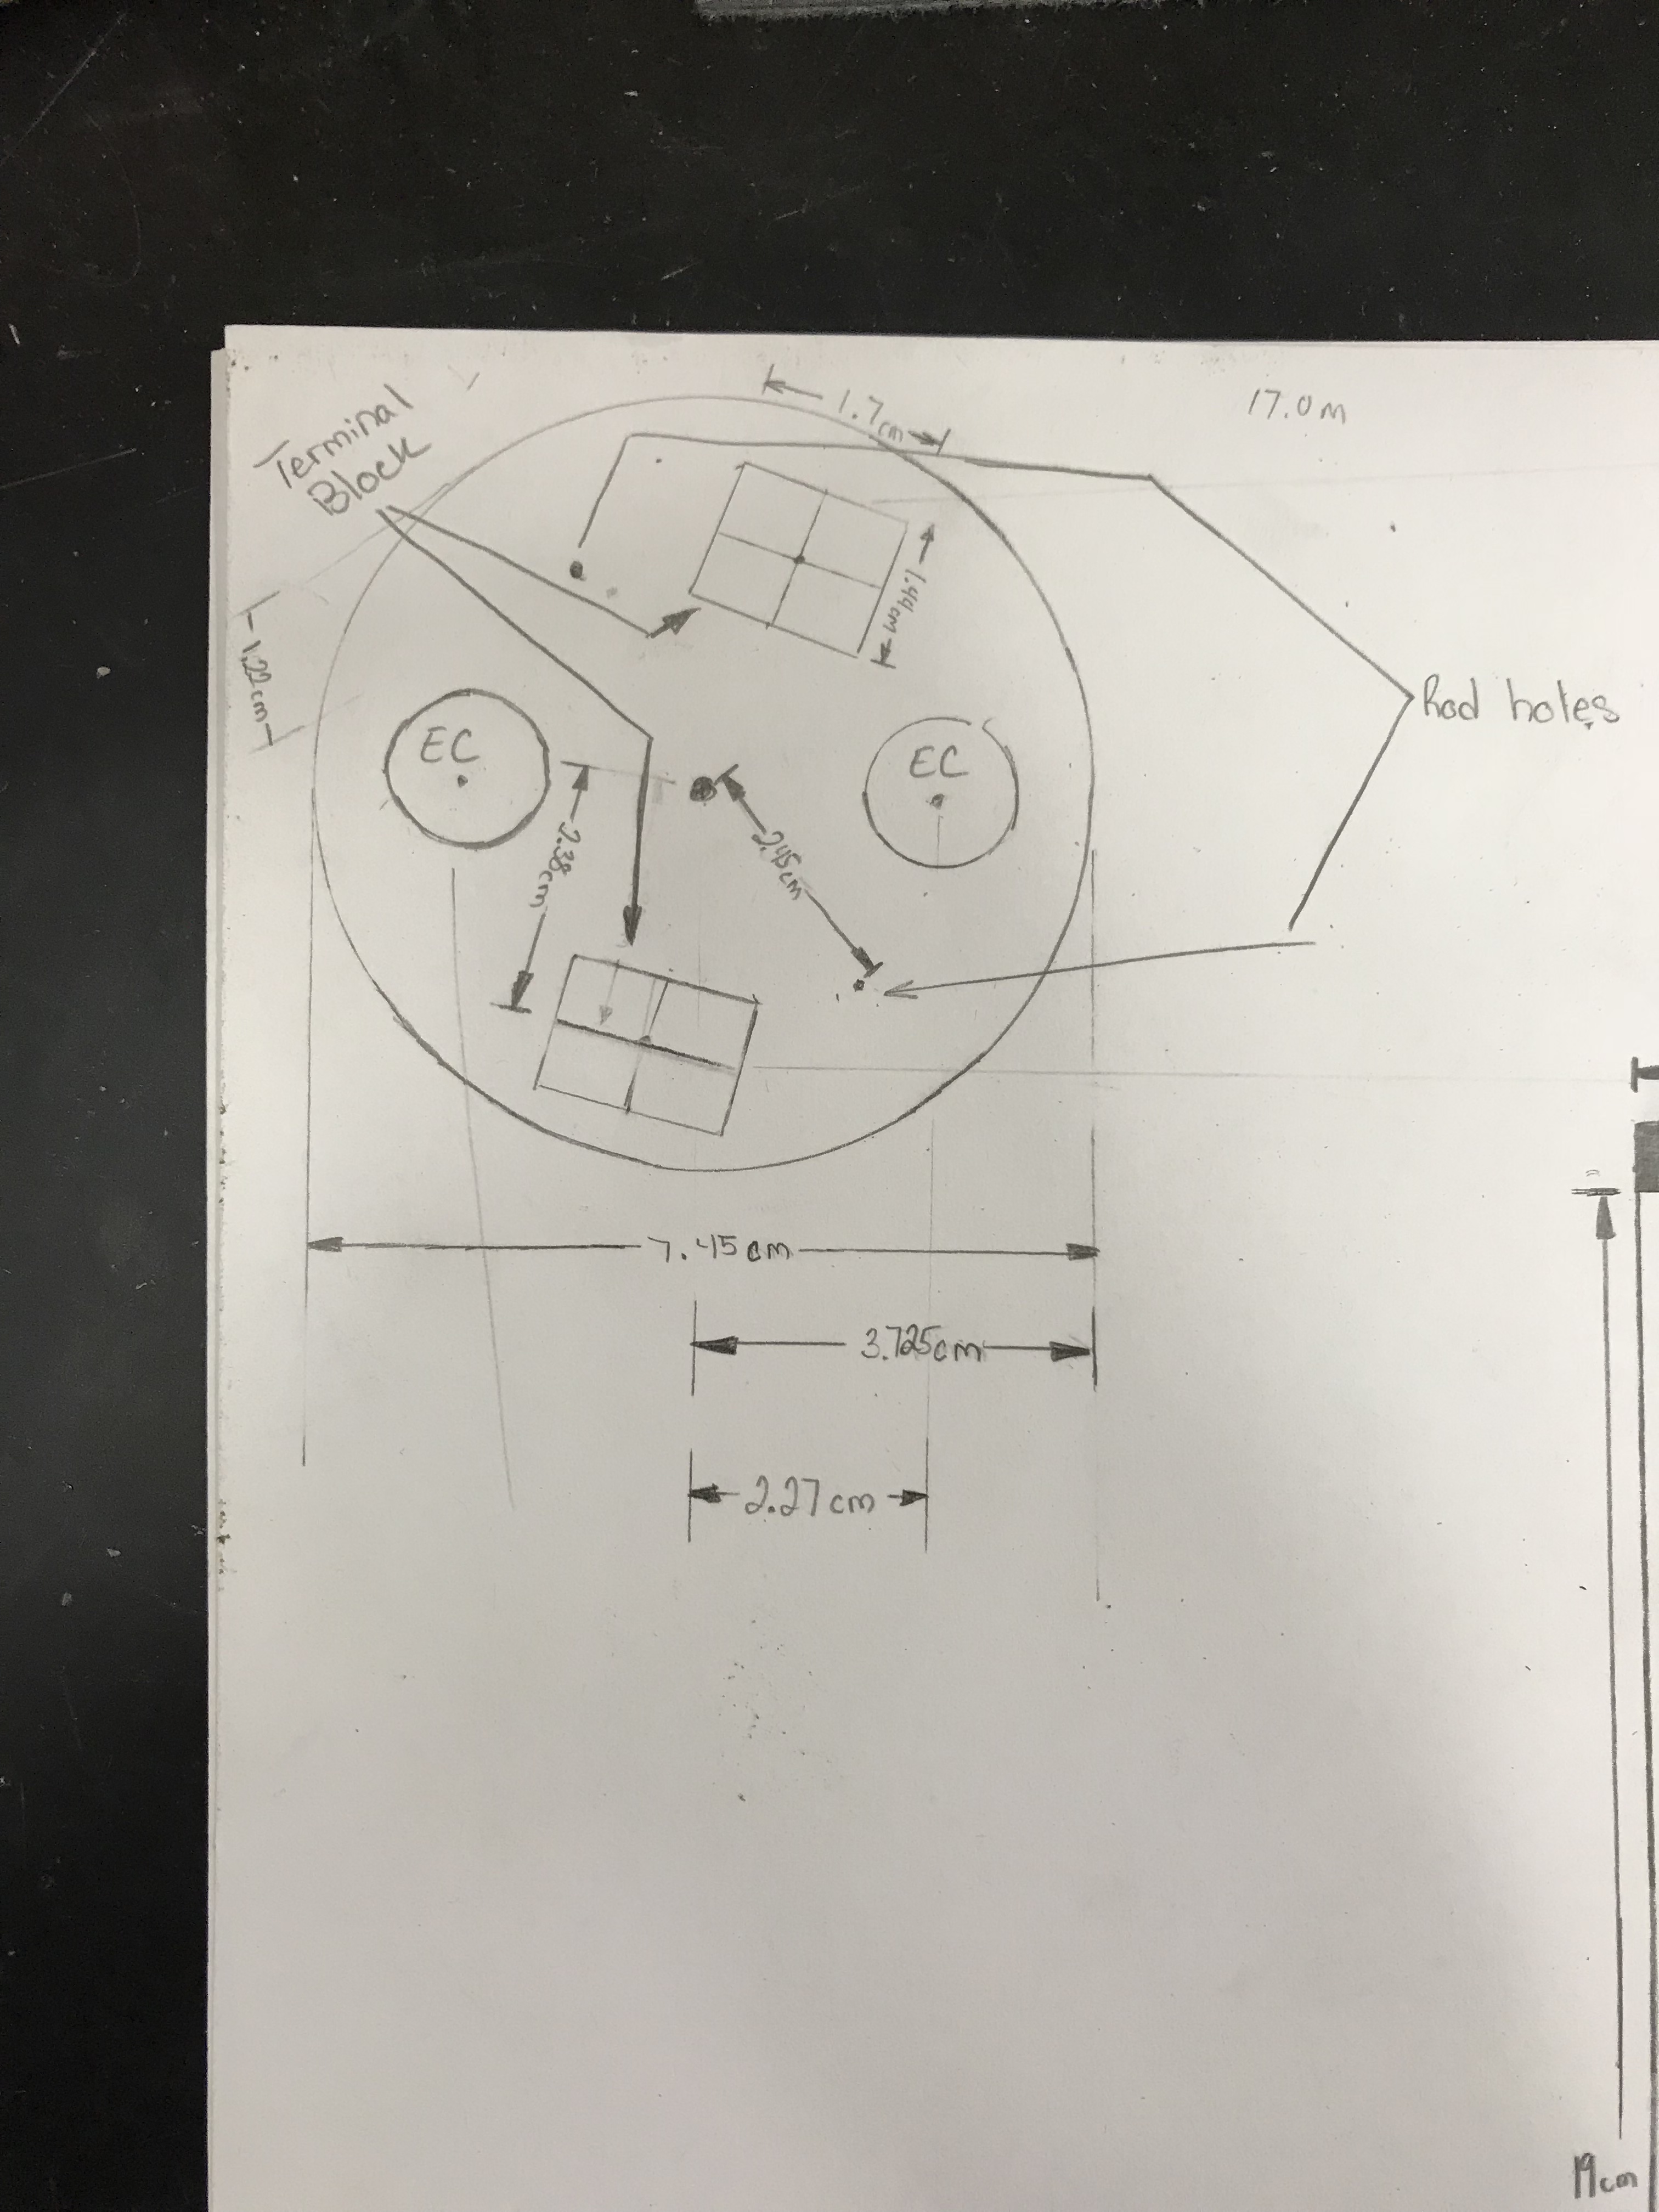 1.7cm
17.0m
Terminal
Block
1.44cm
1.22cm
Rod holes
EC
EC
2.38cm
2.45cm
7.45cm
3.725cm
2.27cm
19cm